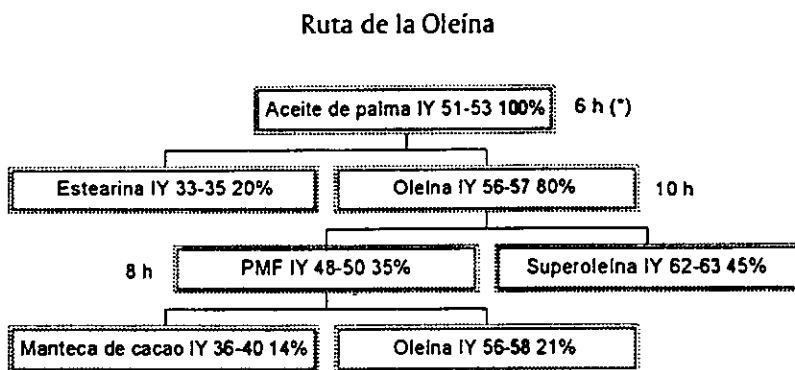 Ruta de la Oleína
Aceite de palma IY 51-53 100%
6 h (*)
Estearina IY 33-35 20%
Oleína IY 56-57 80%
10 h
8 h
PMF IY 48-50 35%
Superoleína IY 62-63 45%
Manteca de cacao IY 36-40 14%
Oleína IY 56-58 21%